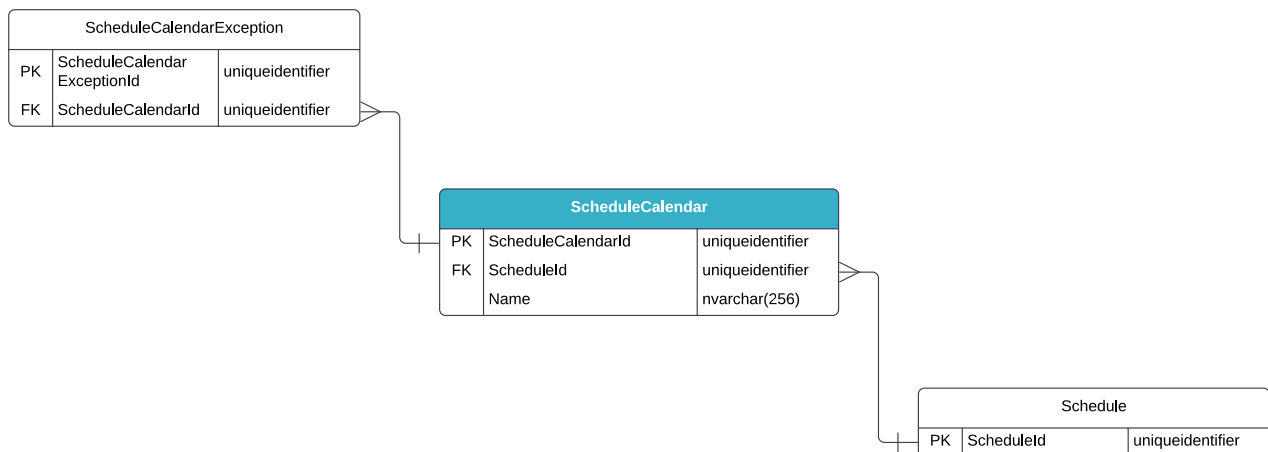 ScheduleCalendarException
PK ScheduleCalendar
ExceptionId uniqueidentifier
FK ScheduleCalendarId uniqueidentifier
ScheduleCalendar
PK ScheduleCalendarId uniqueidentifier
FK ScheduleId uniqueidentifier
Name nvarchar(256)
Schedule
PK ScheduleId uniqueidentifier